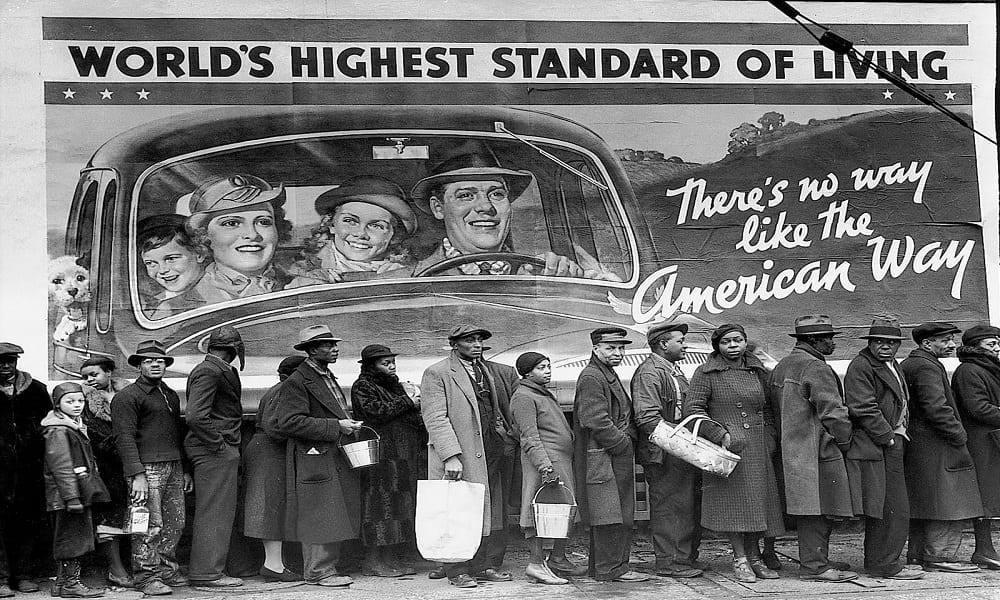 WORLD'S HIGHEST STANDARD OF LIVING
There's no way
like the
American Way